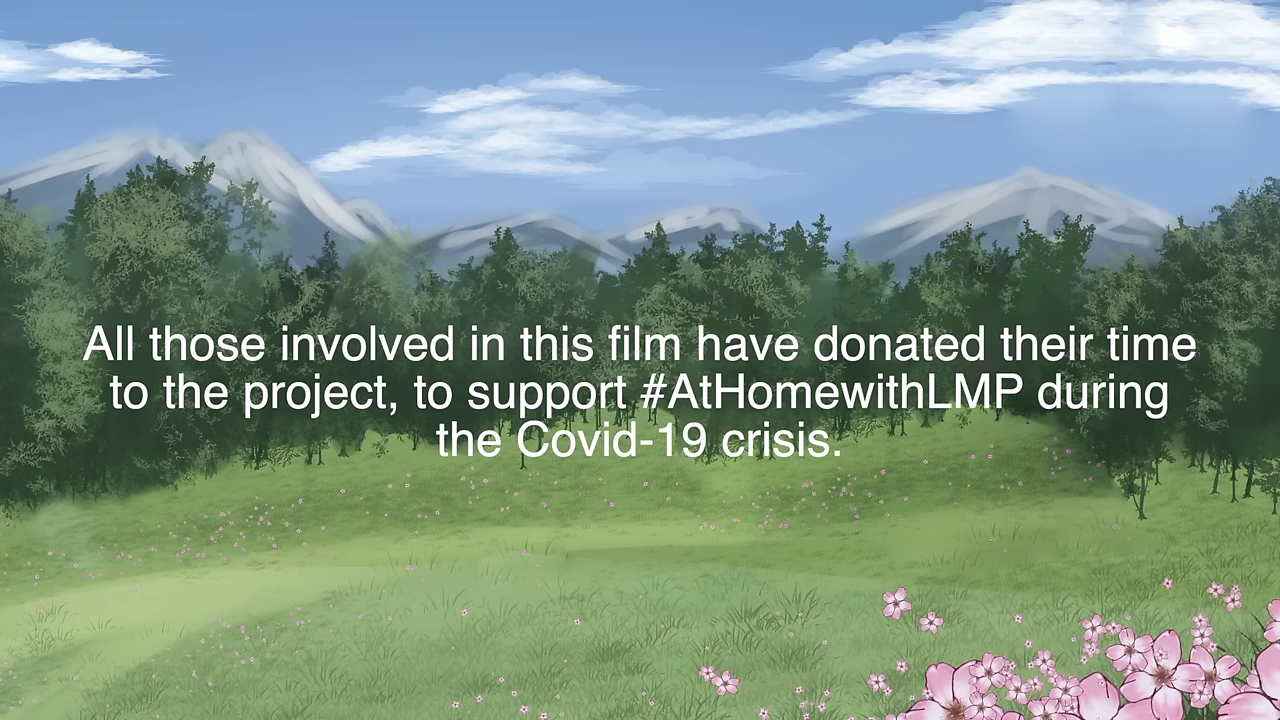 All those involved in this film have donated their time
to the project, to support #AtHomewithLMP during
the Covid-19 crisis.